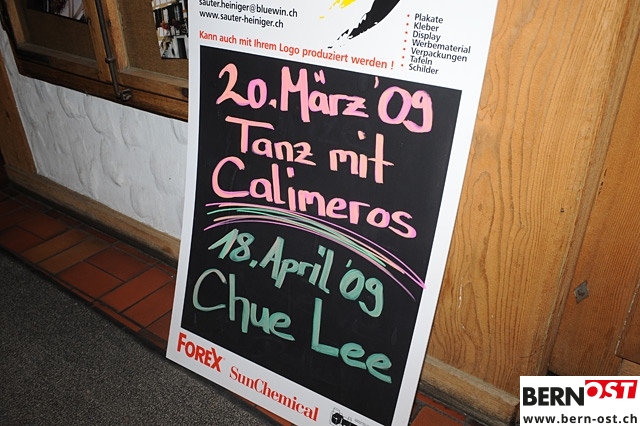 sauter.heiniger@bluewin.ch
www.sauter-heiniger.ch
• Plakate
• Kleber
• Display
• Werbematerial
• Verpackungen
• Tafeln
• Schilder
Kann auch mit Ihrem Logo produziert werden !
20. März '09
Tanz mit
Calimeros
18. April '09
Chue Lee
FOREX
SunChemical
BERNOST
www.bern-ost.ch